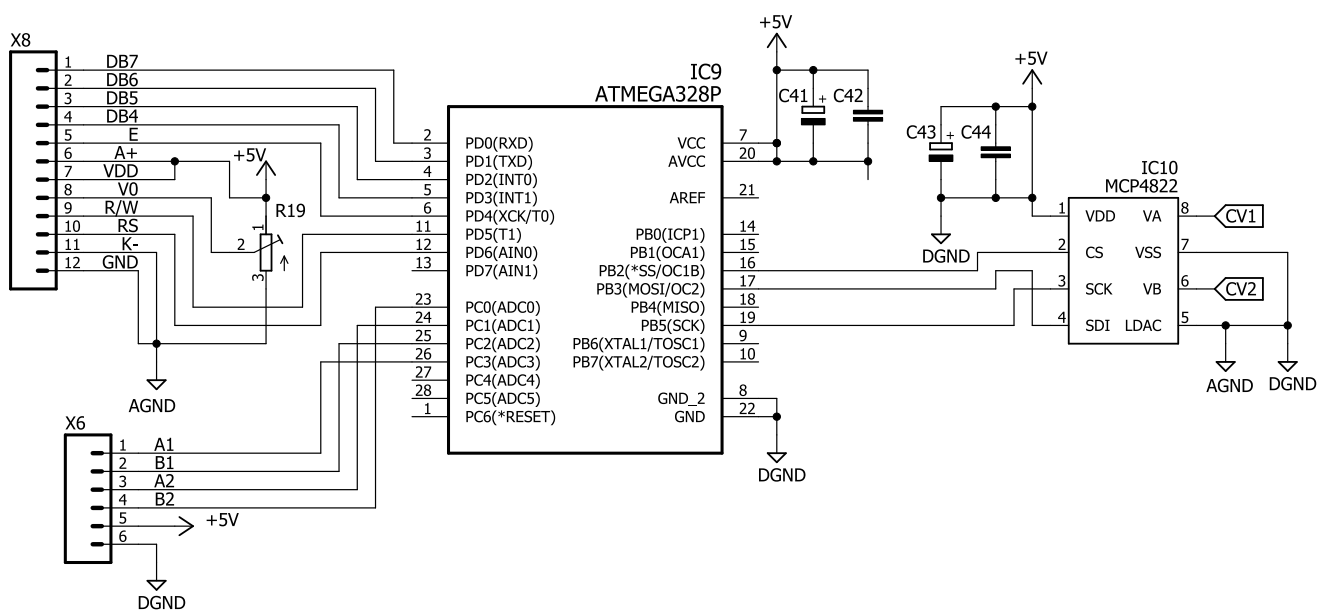 X8
1 DB7
2 DB6
3 DB5
4 DB4
5 E
6 A+
7 VDD
8 V0
9 R/W
10 RS
11 K-
12 GND
+5V
R19
1
2
3
AGND
X6
1 A1
2 B1
3 A2
4 B2
5
6
+5V
DGND
IC9
ATMEGA328P
2 PD0(RXD)
3 PD1(TXD)
4 PD2(INT0)
5 PD3(INT1)
6 PD4(XCK/T0)
11 PD5(T1)
12 PD6(AIN0)
13 PD7(AIN1)
23 PC0(ADC0)
24 PC1(ADC1)
25 PC2(ADC2)
26 PC3(ADC3)
27 PC4(ADC4)
28 PC5(ADC5)
1 PC6(*RESET)
VCC 7
AVCC 20
AREF 21
PB0(ICP1) 14
PB1(OCA1) 15
PB2(*SS/OC1B) 16
PB3(MOSI/OC2) 17
PB4(MISO) 18
PB5(SCK) 19
PB6(XTAL1/TOSC1) 9
PB7(XTAL2/TOSC2) 10
GND_2 8
GND 22
DGND
+5V
C41 +
C42
+5V
C43 +
C44
DGND
IC10
MCP4822
1 VDD VA 8 CV1
2 CS VSS 7
3 SCK VB 6 CV2
4 SDI LDAC 5
AGND
DGND